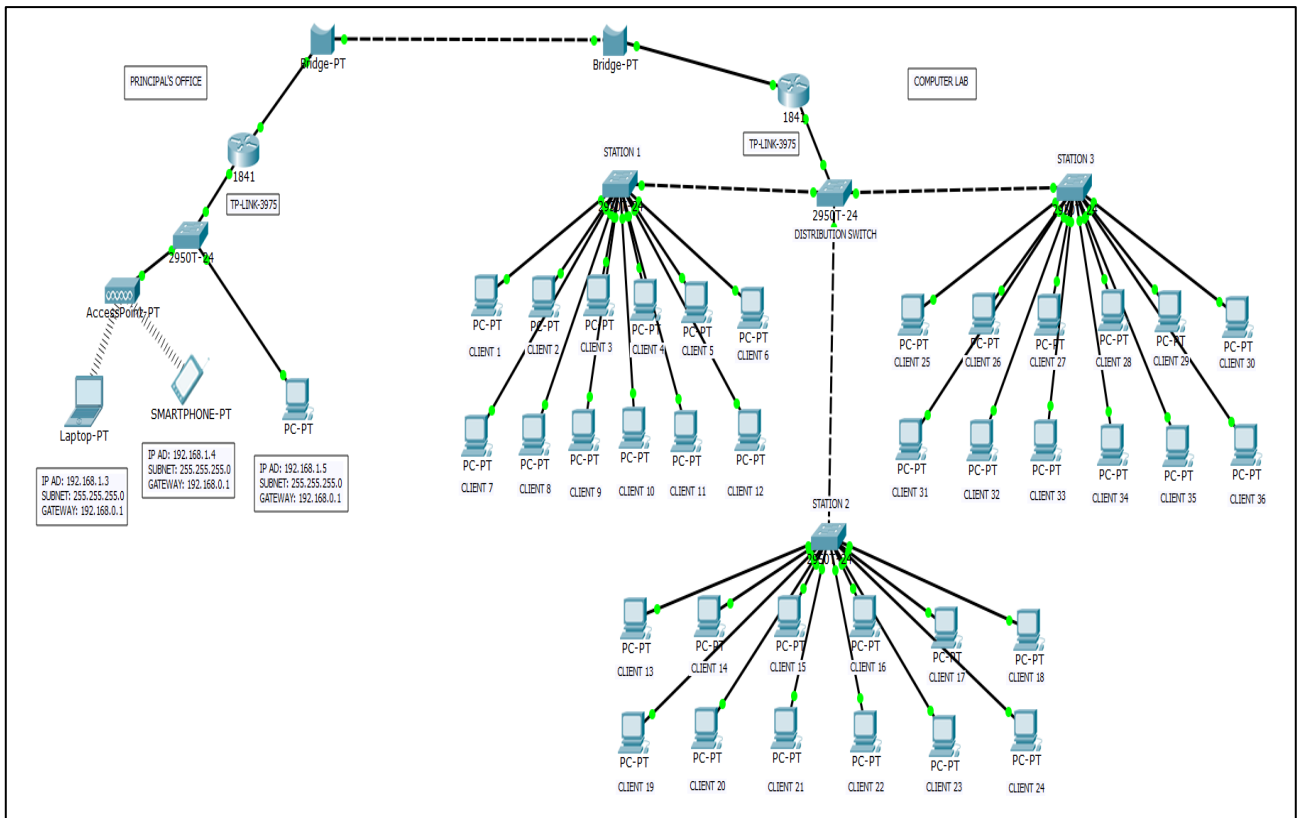 Bridge-PT
Bridge-PT
PRINCIPAL'S OFFICE
COMPUTER LAB
1841
1841
TP-LINK-3975
TP-LINK-3975
STATION 1
STATION 3
2950T-24
2950T-24
2950T-24
DISTRIBUTION SWITCH
2950T-24
AccessPoint-PT
Laptop-PT
SMARTPHONE-PT
PC-PT
IP AD: 192.168.1.3
SUBNET: 255.255.255.0
GATEWAY: 192.168.0.1
IP AD: 192.168.1.4
SUBNET: 255.255.255.0
GATEWAY: 192.168.0.1
IP AD: 192.168.1.5
SUBNET: 255.255.255.0
GATEWAY: 192.168.0.1
PC-PT
PC-PT
PC-PT
PC-PT
PC-PT
PC-PT
CLIENT 1
CLIENT 2
CLIENT 3
CLIENT 4
CLIENT 5
CLIENT 6
PC-PT
PC-PT
PC-PT
PC-PT
PC-PT
PC-PT
CLIENT 7
CLIENT 8
CLIENT 9
CLIENT 10
CLIENT 11
CLIENT 12
PC-PT
PC-PT
PC-PT
PC-PT
PC-PT
PC-PT
CLIENT 25
CLIENT 26
CLIENT 27
CLIENT 28
CLIENT 29
CLIENT 30
PC-PT
PC-PT
PC-PT
PC-PT
PC-PT
PC-PT
CLIENT 31
CLIENT 32
CLIENT 33
CLIENT 34
CLIENT 35
CLIENT 36
STATION 2
2950T-24
PC-PT
PC-PT
PC-PT
PC-PT
PC-PT
PC-PT
CLIENT 13
CLIENT 14
CLIENT 15
CLIENT 16
CLIENT 17
CLIENT 18
PC-PT
PC-PT
PC-PT
PC-PT
PC-PT
PC-PT
CLIENT 19
CLIENT 20
CLIENT 21
CLIENT 22
CLIENT 23
CLIENT 24